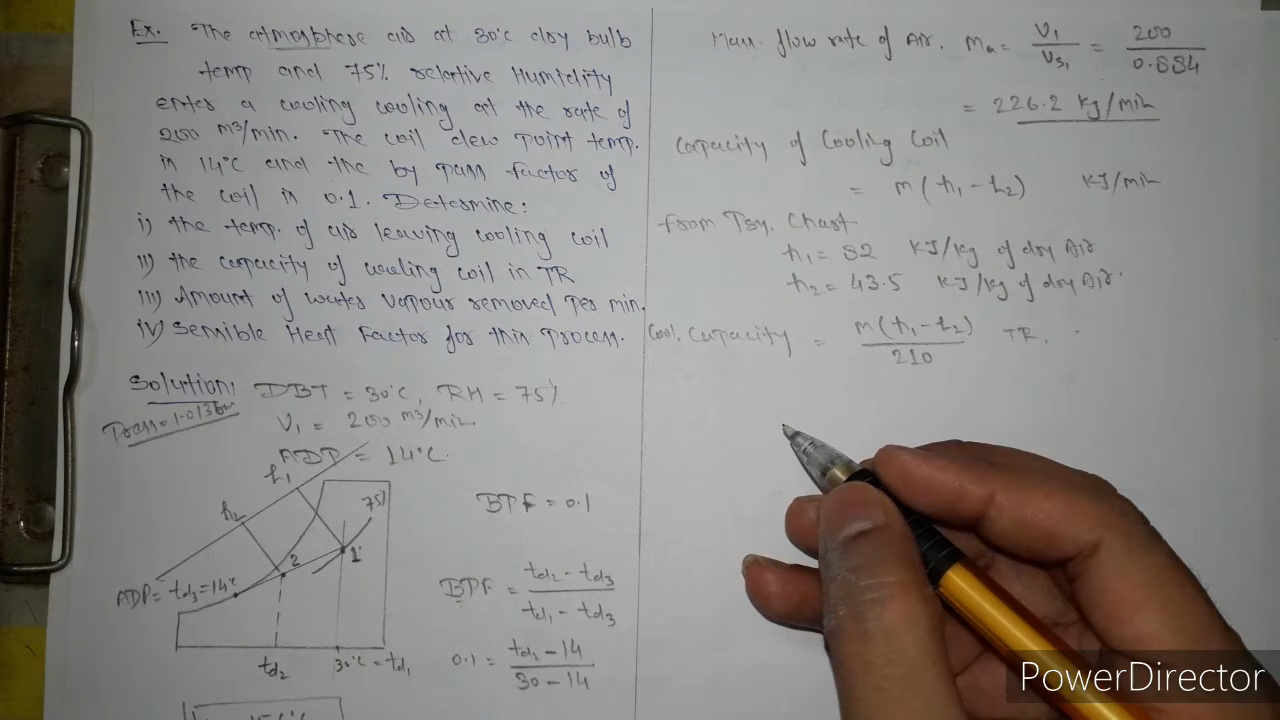 Ex. The atmosphere air at 30°c dry bulb
temp and 75% relative Humidity
enter a cooling cooling at the rate of
200 m3/min. The coil dew point temp.
is 14°C and the by pass factor of
the coil is 0.1. Determine:
i) the temp. of air leaving cooling coil
ii) the capacity of cooling coil in TR
iii) Amount of water vapour removed per min.
iv) Sensible Heat Factor for this process.
Solution: DBT = 30°C, RH = 75%.
Press = 1.013 bar
V1 = 200 m3/min.
ADP = 14°C.
h1
h2
75%
2
1
ADP = td3 = 14°c
td2
30°C = td1
BPF = 0.1
BPF = td2 - td3 / td1 - td3
0.1 = td2 - 14 / 30 - 14
Mass. flow rate of Air. ma = V1 / Vs1 = 200 / 0.884
= 226.2 Kg/min
Capacity of Cooling Coil
= m (h1 - h2) KJ/min
from Psy. Chart
h1 = 82 KJ/Kg of dry Air
h2 = 43.5 KJ/Kg of dry Air.
Cool. Capacity = m (h1 - h2) / 210 TR.
PowerDirector